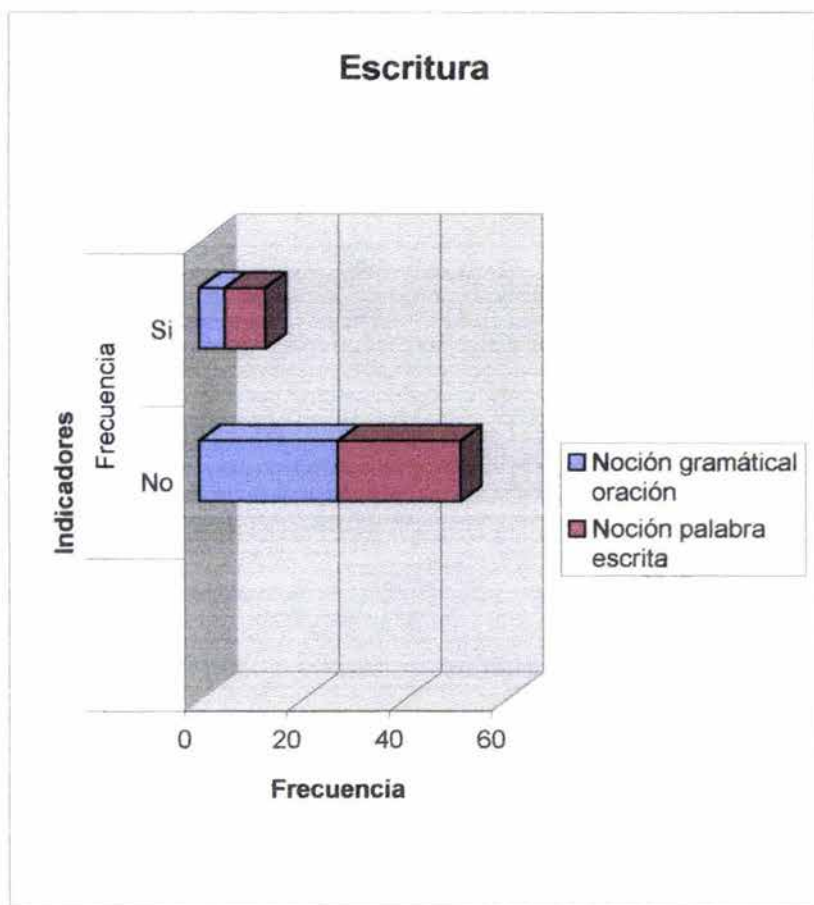 Escritura
Indicadores
Frecuencia
Si
No
0 20 40 60
Frecuencia
Noción gramátical
oración
Noción palabra
escrita